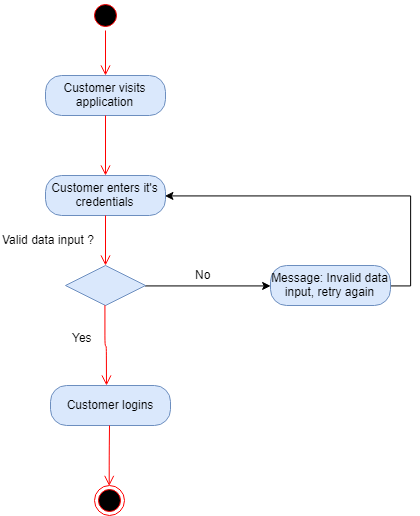 Customer visits
application
Customer enters it's
credentials
Valid data input ?
No
Message: Invalid data
input, retry again
Yes
Customer logins